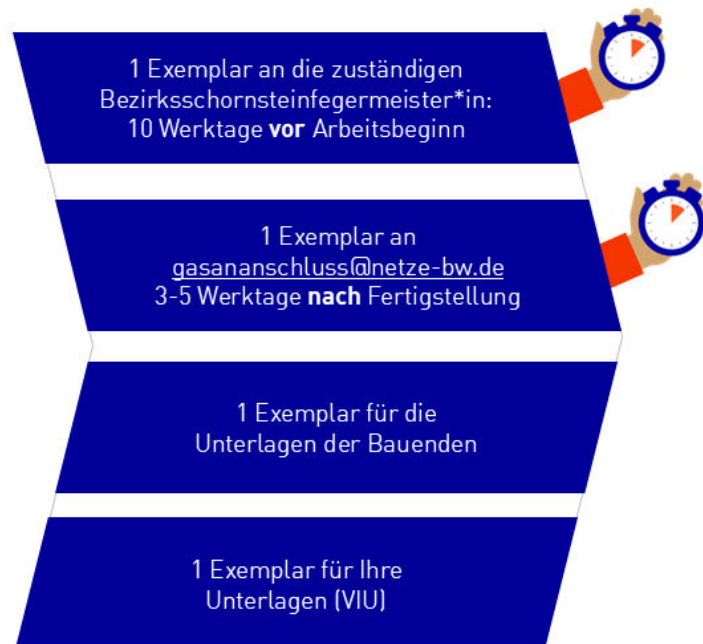 1 Exemplar an die zuständigen
Bezirksschornsteinfegermeister*in:
10 Werktage vor Arbeitsbeginn
1 Exemplar an
gasananschluss@netze-bw.de
3-5 Werktage nach Fertigstellung
1 Exemplar für die
Unterlagen der Bauenden
1 Exemplar für Ihre
Unterlagen (VIU)